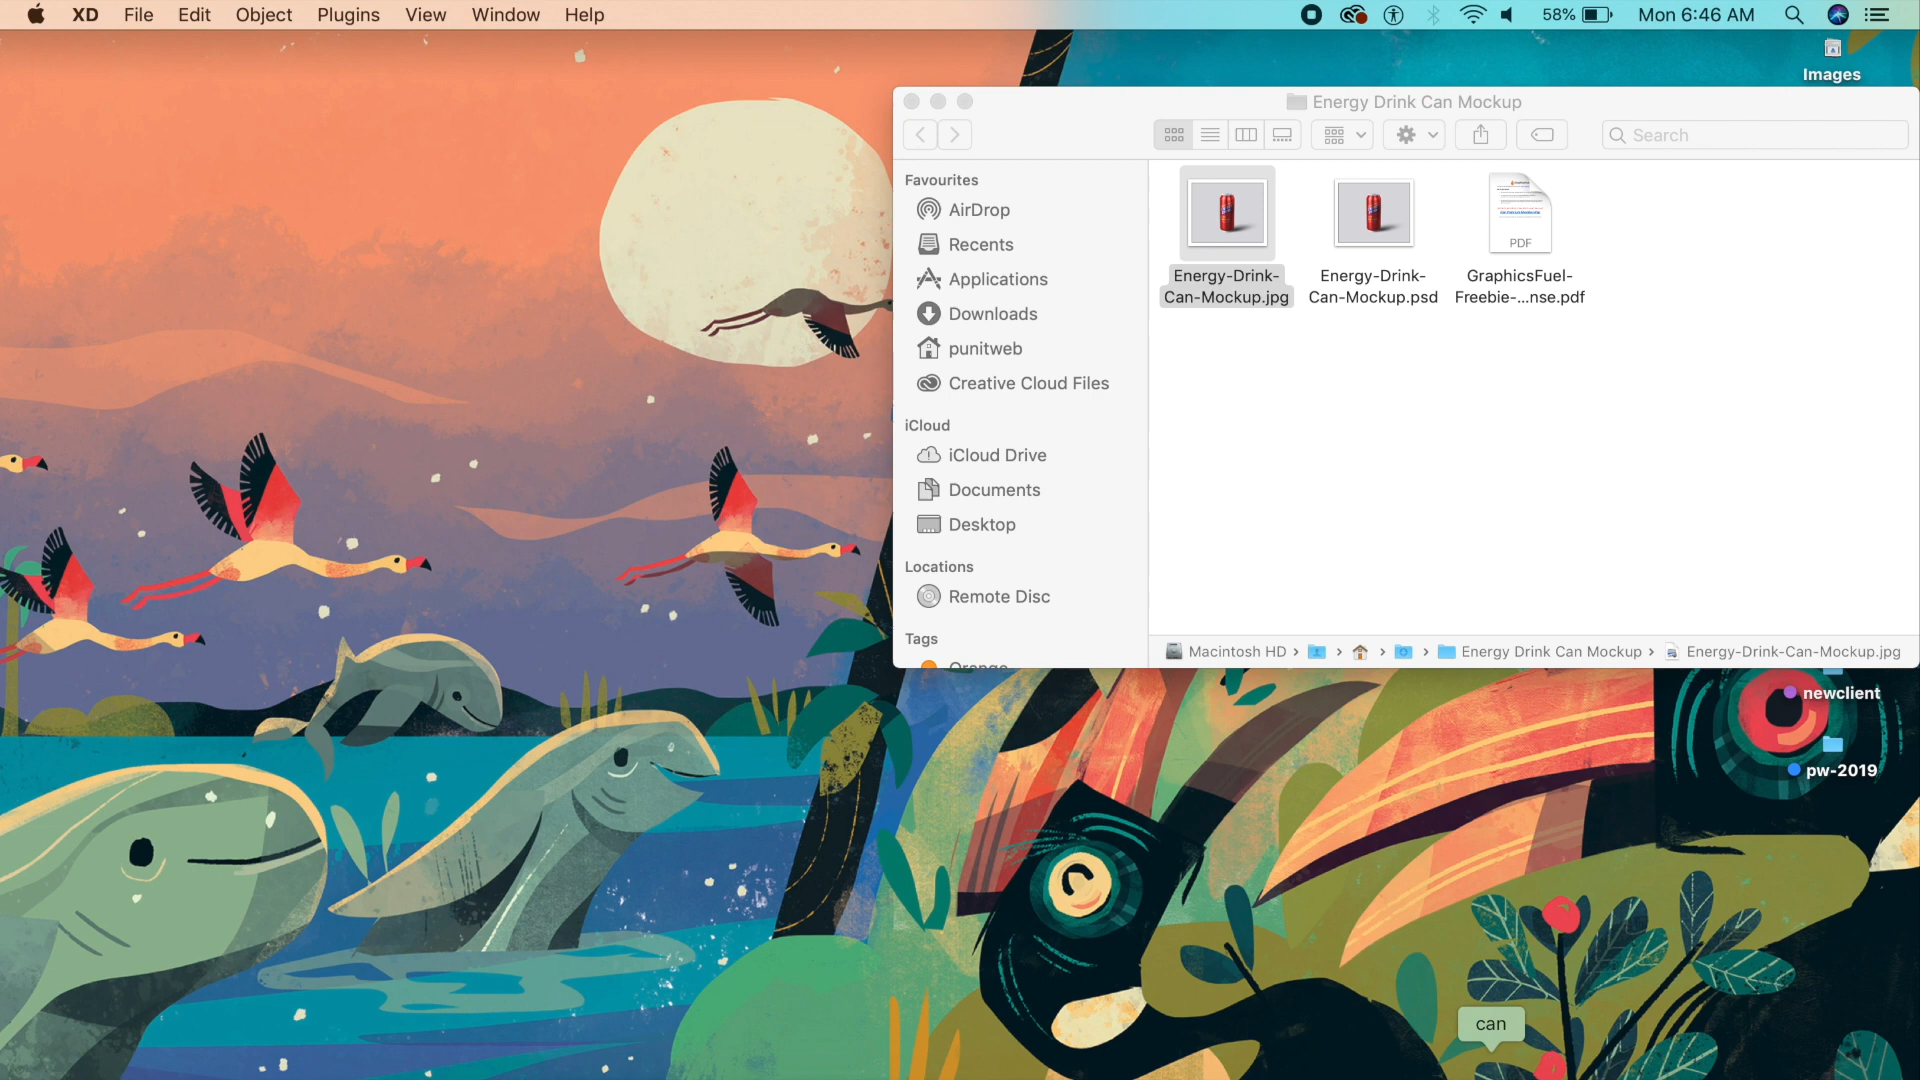 XD File Edit Object Plugins View Window Help
58% Mon 6:46 AM
Images
Energy Drink Can Mockup
Search
Favourites
AirDrop
Recents
Applications
Downloads
punitweb
Creative Cloud Files
iCloud
iCloud Drive
Documents
Desktop
Locations
Remote Disc
Tags
Orange
Energy-Drink-
Can-Mockup.jpg
Energy-Drink-
Can-Mockup.psd
PDF
GraphicsFuel-
Freebie-...nse.pdf
Macintosh HD › › › › Energy Drink Can Mockup › Energy-Drink-Can-Mockup.jpg
newclient
pw-2019
can